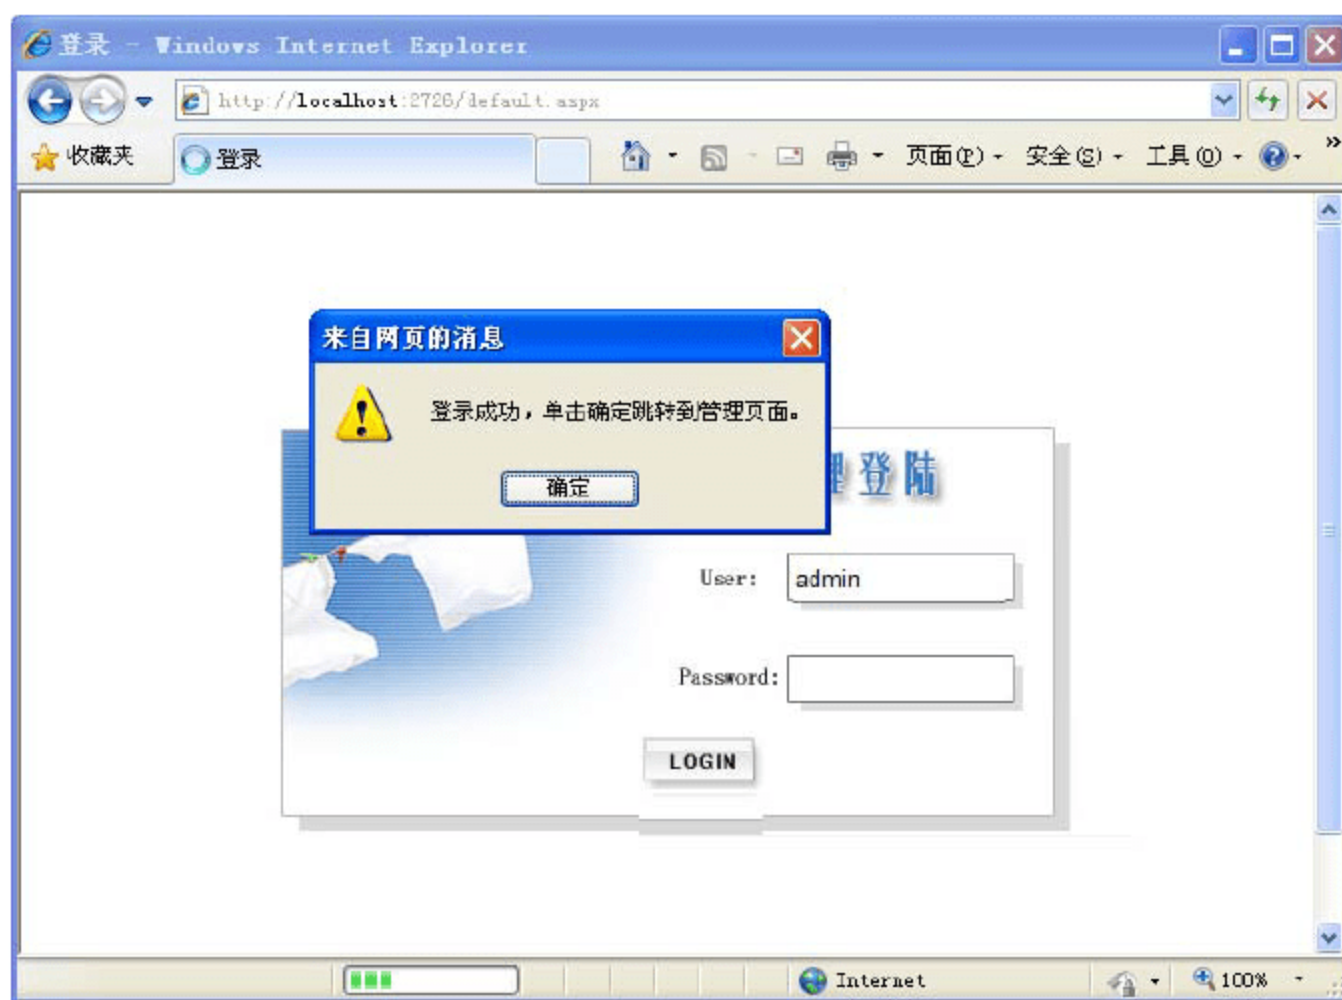 登录 - Windows Internet Explorer
http://localhost:2726/default.aspx
收藏夹
登录
页面(P)
安全(S)
工具(O)
»
来自网页的消息
登录成功，单击确定跳转到管理页面。
确定
登陆
User:
admin
Password:
LOGIN
Internet
100%